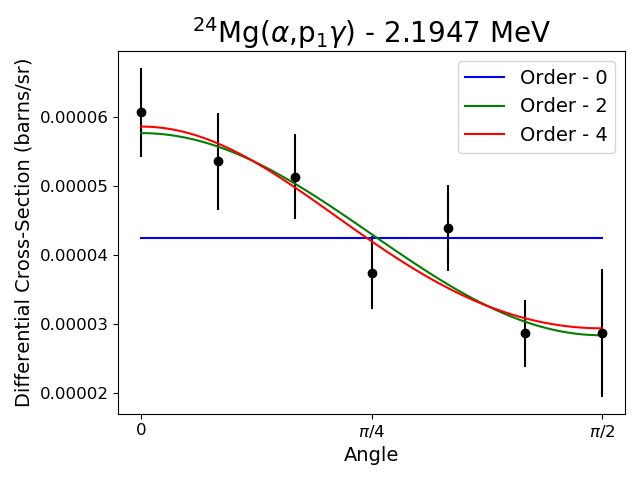 ²⁴Mg(α,p₁γ) - 2.1947 MeV
Order - 0
Order - 2
Order - 4
Differential Cross-Section (barns/sr)
0.00006
0.00005
0.00004
0.00003
0.00002
0 π/4 π/2
Angle